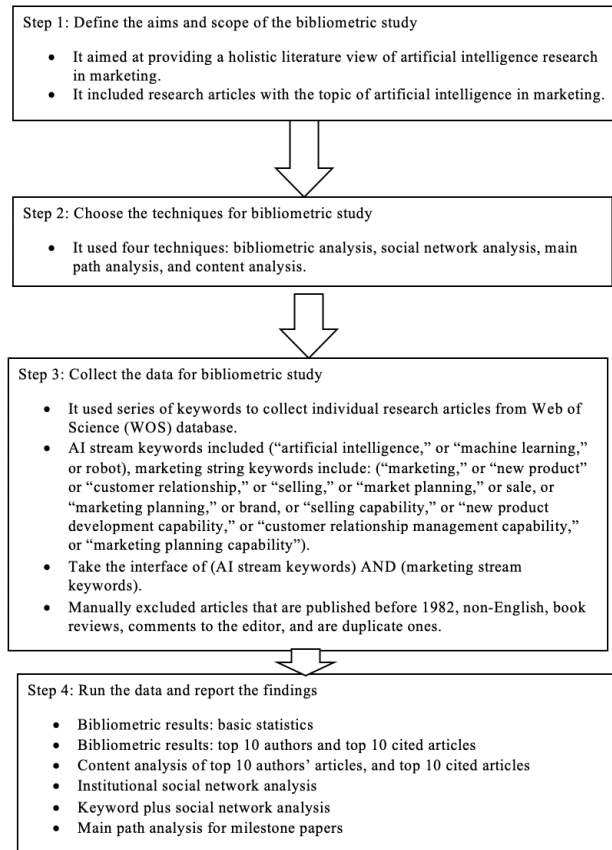 Step 1: Define the aims and scope of the bibliometric study
• It aimed at providing a holistic literature view of artificial intelligence research
in marketing.
• It included research articles with the topic of artificial intelligence in marketing.
Step 2: Choose the techniques for bibliometric study
• It used four techniques: bibliometric analysis, social network analysis, main
path analysis, and content analysis.
Step 3: Collect the data for bibliometric study
• It used series of keywords to collect individual research articles from Web of
Science (WOS) database.
• AI stream keywords included (“artificial intelligence,” or “machine learning,”
or robot), marketing string keywords include: (“marketing,” or “new product”
or “customer relationship,” or “selling,” or “market planning,” or sale, or
“marketing planning,” or brand, or “selling capability,” or “new product
development capability,” or “customer relationship management capability,”
or “marketing planning capability”).
• Take the interface of (AI stream keywords) AND (marketing stream
keywords).
• Manually excluded articles that are published before 1982, non-English, book
reviews, comments to the editor, and are duplicate ones.
Step 4: Run the data and report the findings
• Bibliometric results: basic statistics
• Bibliometric results: top 10 authors and top 10 cited articles
• Content analysis of top 10 authors’ articles, and top 10 cited articles
• Institutional social network analysis
• Keyword plus social network analysis
• Main path analysis for milestone papers